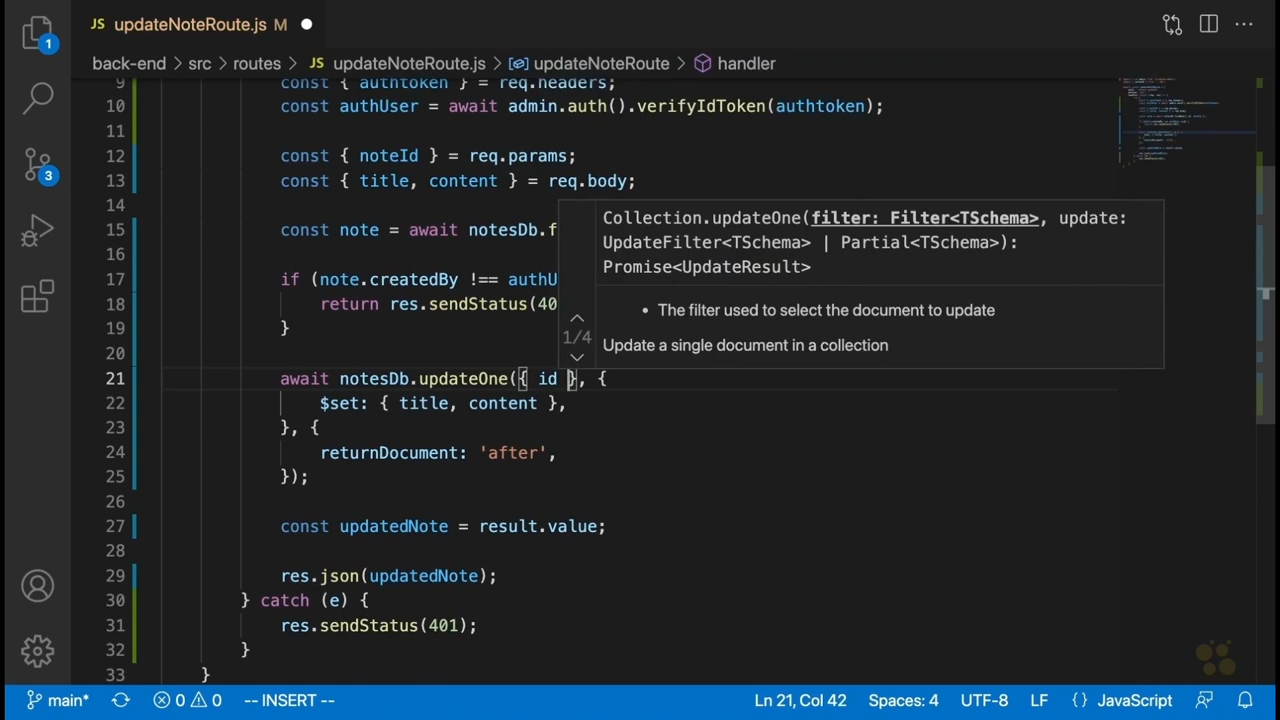 1
3
JS updateNoteRoute.js M
back-end > src > routes > JS updateNoteRoute.js > updateNoteRoute > handler
9 const { authtoken } = req.headers;
10 const authUser = await admin.auth().verifyIdToken(authtoken);
11
12 const { noteId } = req.params;
13 const { title, content } = req.body;
14
15 const note = await notesDb.f
16
17 if (note.createdBy !== authU
18 return res.sendStatus(40
19 }
20
Collection.updateOne(filter: Filter<TSchema>, update:
UpdateFilter<TSchema> | Partial<TSchema>):
Promise<UpdateResult>
• The filter used to select the document to update
1/4
Update a single document in a collection
21 await notesDb.updateOne({ id }, {
22 $set: { title, content },
23 }, {
24 returnDocument: 'after',
25 });
26
27 const updatedNote = result.value;
28
29 res.json(updatedNote);
30 } catch (e) {
31 res.sendStatus(401);
32 }
33 }
main* 0 0 -- INSERT -- Ln 21, Col 42 Spaces: 4 UTF-8 LF {} JavaScript